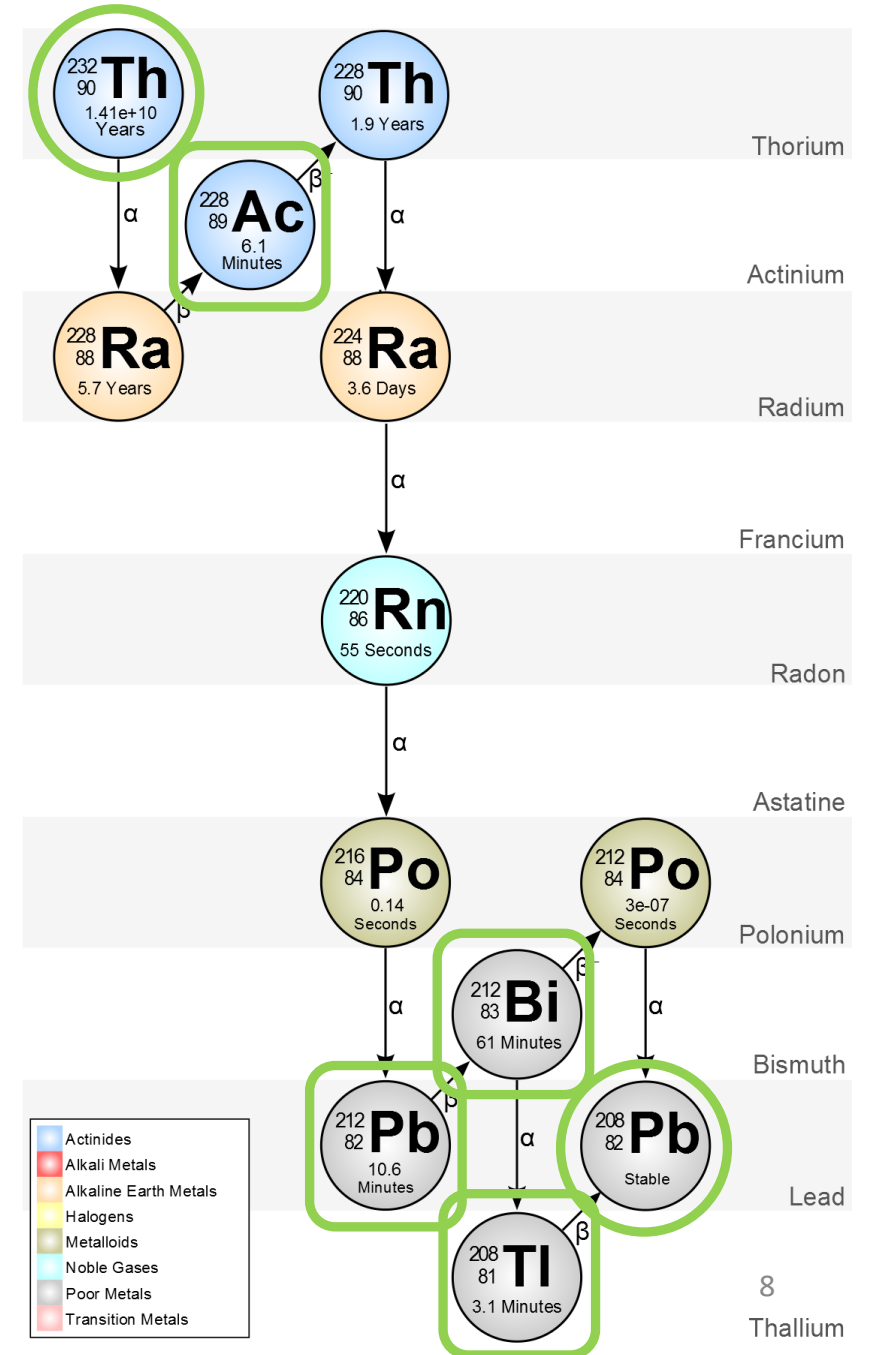 232
90
Th
1.41e+10
Years
228
90
Th
1.9 Years
Thorium
α
228
89
Ac
6.1
Minutes
β-
α
Actinium
β
228
88
Ra
5.7 Years
224
88
Ra
3.6 Days
Radium
α
Francium
220
86
Rn
55 Seconds
Radon
α
Astatine
216
84
Po
0.14
Seconds
212
84
Po
3e-07
Seconds
Polonium
α
212
83
Bi
61 Minutes
β-
α
Bismuth
212
82
Pb
10.6
Minutes
β
α
208
82
Pb
Stable
Lead
208
81
Tl
3.1 Minutes
β
8
Thallium
Actinides
Alkali Metals
Alkaline Earth Metals
Halogens
Metalloids
Noble Gases
Poor Metals
Transition Metals